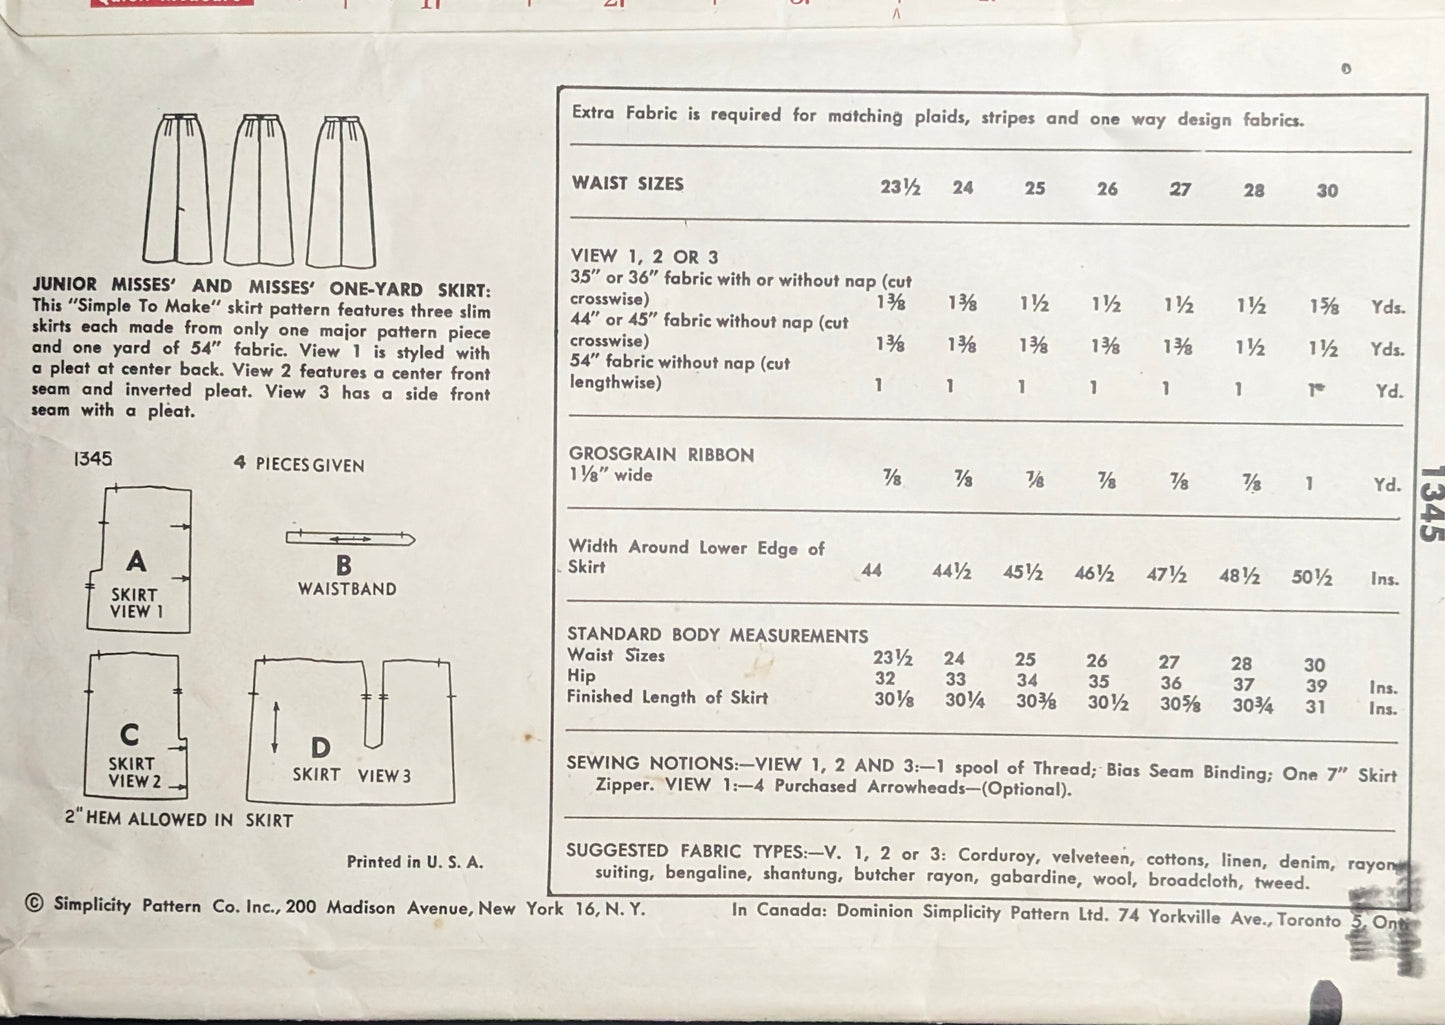 JUNIOR MISSES' AND MISSES' ONE-YARD SKIRT:
This "Simple To Make" skirt pattern features three slim
skirts each made from only one major pattern piece
and one yard of 54" fabric. View 1 is styled with
a pleat at center back. View 2 features a center front
seam and inverted pleat. View 3 has a side front
seam with a pleat.
1345
4 PIECES GIVEN
A
SKIRT
VIEW 1
B
WAISTBAND
C
SKIRT
VIEW 2
D
SKIRT VIEW 3
2" HEM ALLOWED IN SKIRT
Printed in U. S. A.
Extra Fabric is required for matching plaids, stripes and one way design fabrics.
WAIST SIZES 23½ 24 25 26 27 28 30
VIEW 1, 2 OR 3
35" or 36" fabric with or without nap (cut
crosswise) 1⅜ 1⅜ 1½ 1½ 1½ 1½ 1⅝ Yds.
44" or 45" fabric without nap (cut
crosswise) 1⅜ 1⅜ 1⅜ 1⅜ 1⅜ 1½ 1½ Yds.
54" fabric without nap (cut
lengthwise) 1 1 1 1 1 1 1 Yd.
GROSGRAIN RIBBON
1⅛" wide ⅞ ⅞ ⅞ ⅞ ⅞ ⅞ 1 Yd.
Width Around Lower Edge of
Skirt 44 44½ 45½ 46½ 47½ 48½ 50½ Ins.
STANDARD BODY MEASUREMENTS
Waist Sizes 23½ 24 25 26 27 28 30
Hip 32 33 34 35 36 37 39 Ins.
Finished Length of Skirt 30⅛ 30¼ 30⅜ 30½ 30⅝ 30¾ 31 Ins.
SEWING NOTIONS:—VIEW 1, 2 AND 3:—1 spool of Thread; Bias Seam Binding; One 7" Skirt
Zipper. VIEW 1:—4 Purchased Arrowheads—(Optional).
SUGGESTED FABRIC TYPES:—V. 1, 2 or 3: Corduroy, velveteen, cottons, linen, denim, rayon
suiting, bengaline, shantung, butcher rayon, gabardine, wool, broadcloth, tweed.
1345
© Simplicity Pattern Co. Inc., 200 Madison Avenue, New York 16, N. Y.
In Canada: Dominion Simplicity Pattern Ltd. 74 Yorkville Ave., Toronto 5, Ont.